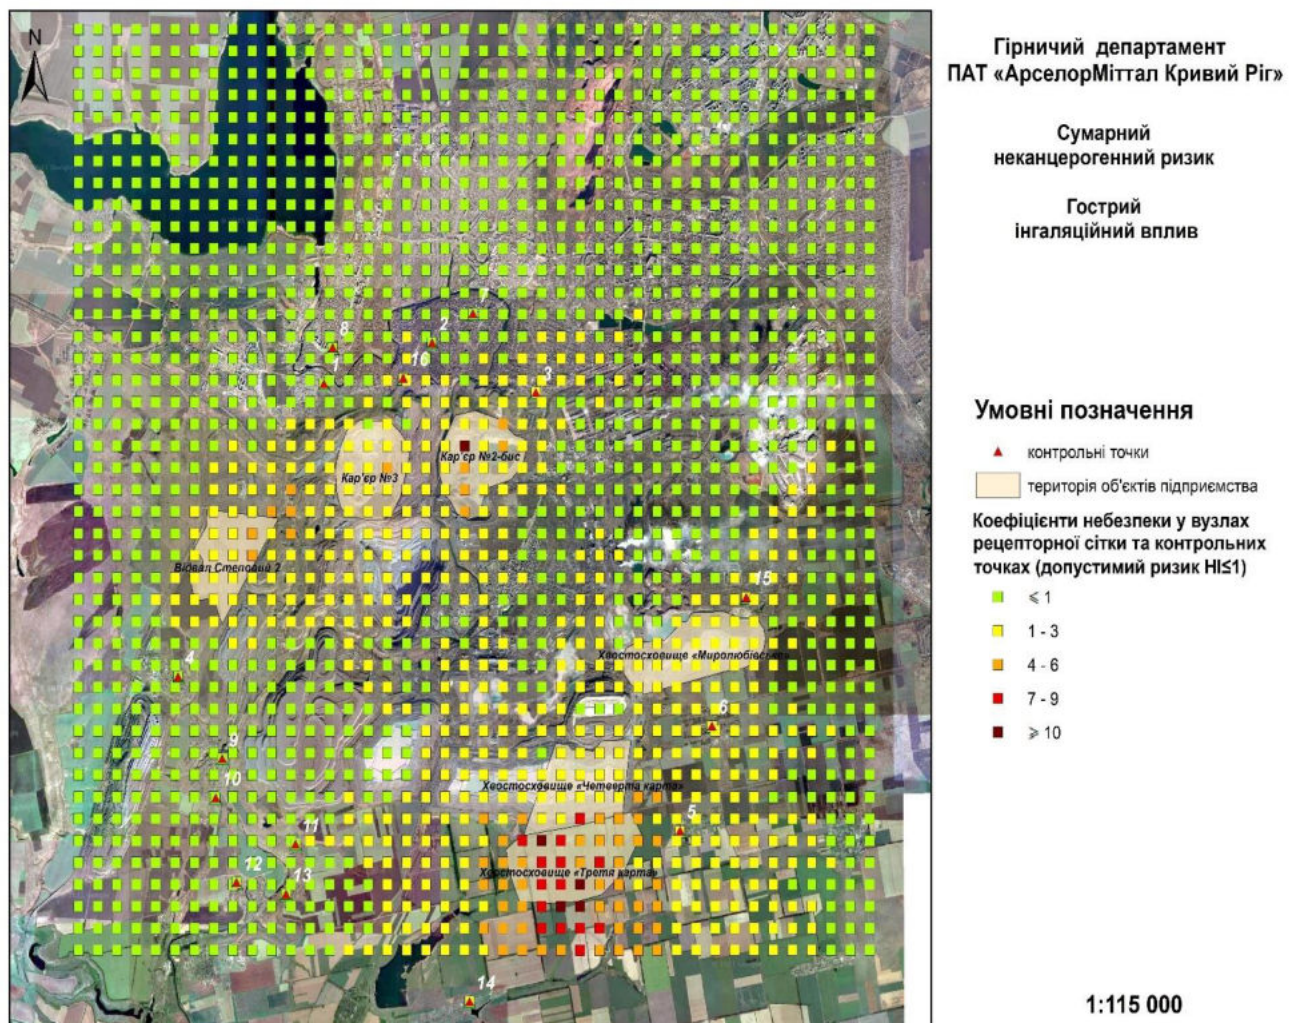 N
Гірничий департамент
ПАТ «АрселорМіттал Кривий Ріг»
Сумарний
неканцерогенний ризик
Гострий
інгаляційний вплив
7
2
8
16
1
3
Кар'єр №2-бис
Кар'єр №3
Відвал Степовий 2
15
Хвостосховище «Миролюбівське»
4
6
9
Хвостосховище «Четверта карта»
10
5
11
Хвостосховище «Третя карта»
12
13
14
Умовні позначення
контрольні точки
територія об'єктів підприємства
Коефіцієнти небезпеки у вузлах
рецепторної сітки та контрольних
точках (допустимий ризик HI≤1)
⩽ 1
1 - 3
4 - 6
7 - 9
⩾ 10
1:115 000